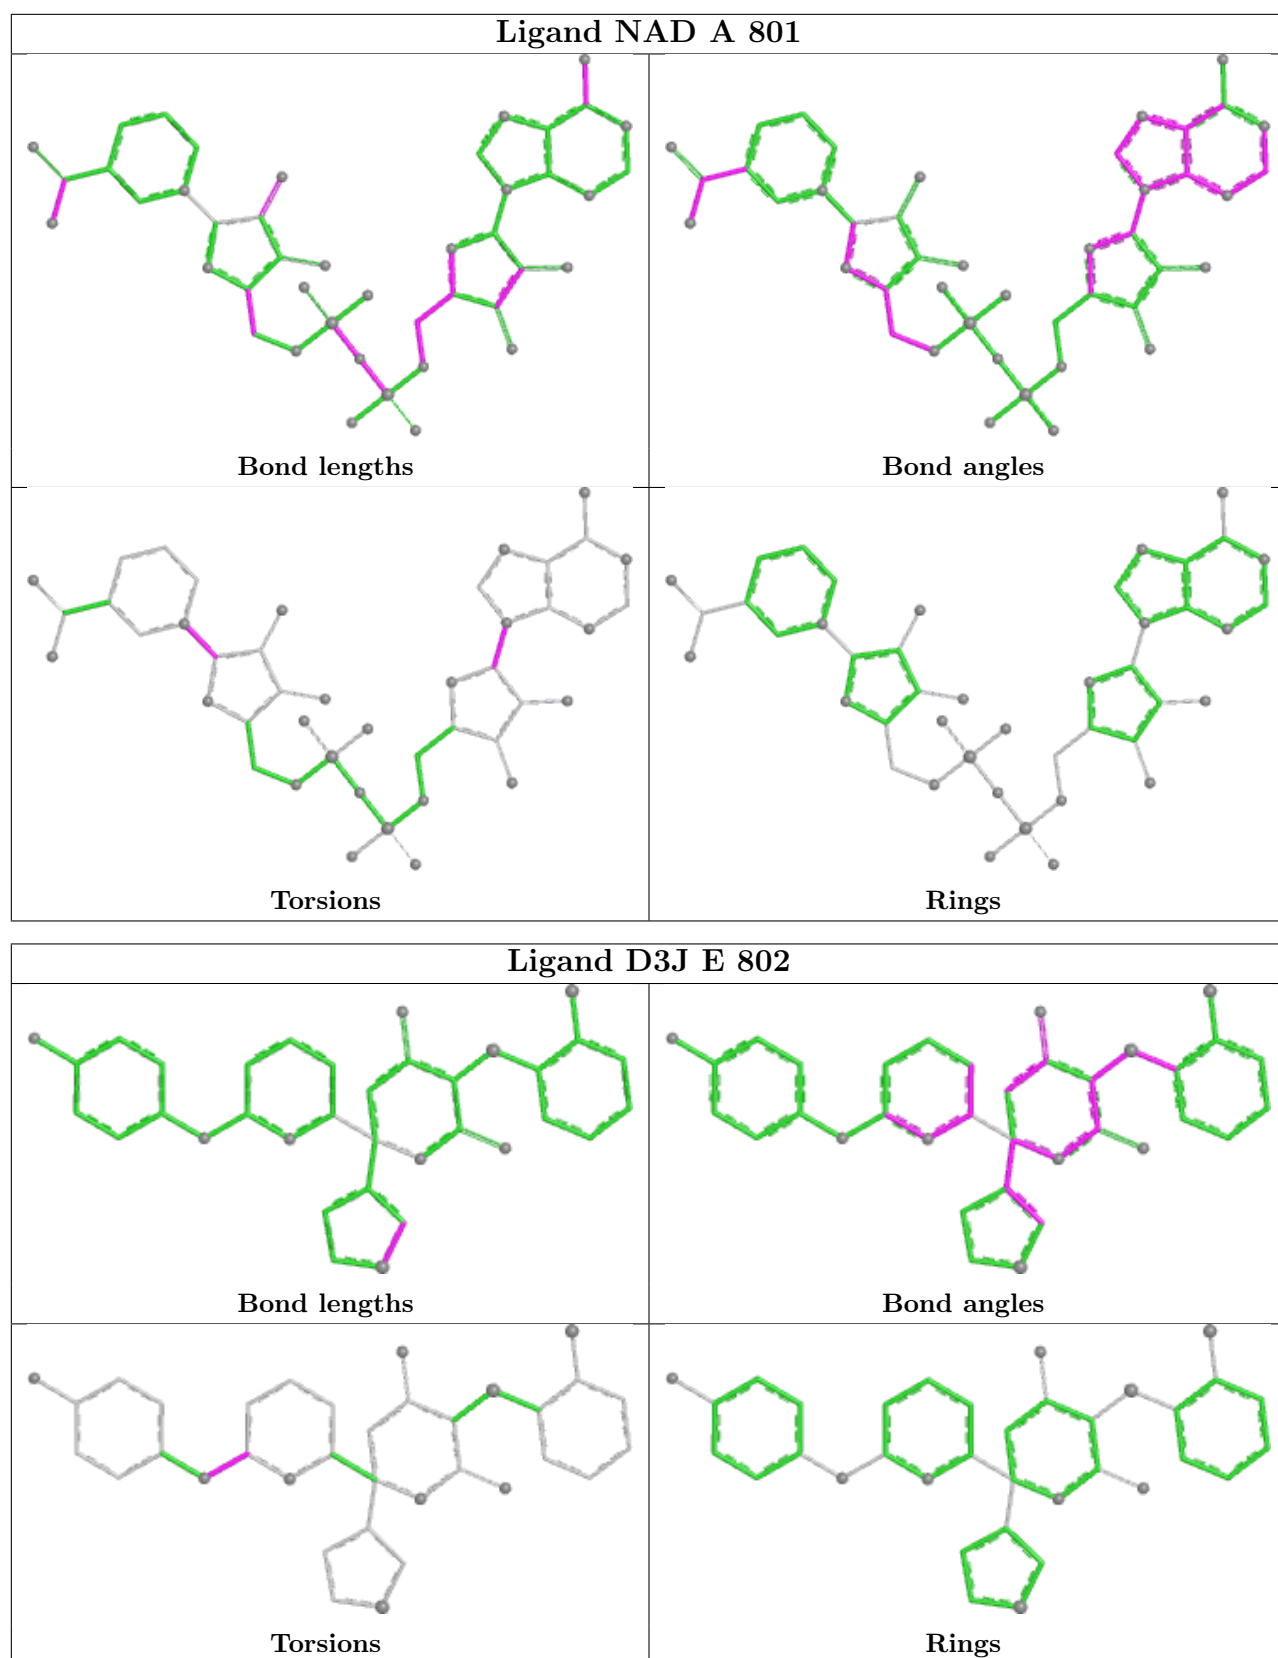 Ligand NAD A 801
Bond lengths
Bond angles
Torsions
Rings
Ligand D3J E 802
Bond lengths
Bond angles
Torsions
Rings